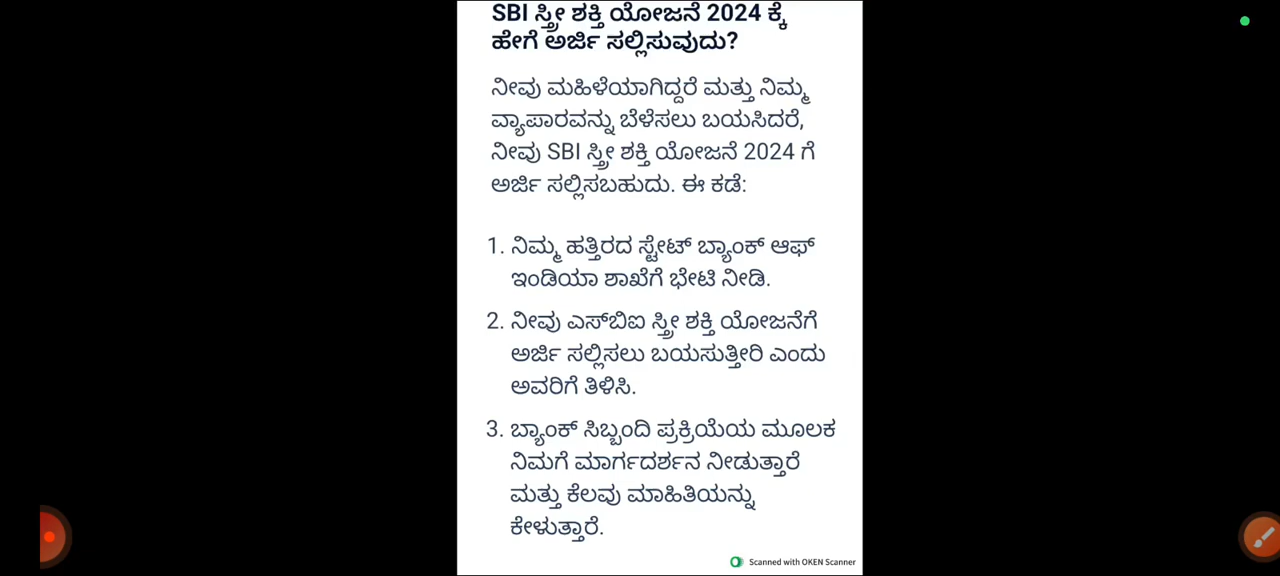 SBI ಸ್ತ್ರೀ ಶಕ್ತಿ ಯೋಜನೆ 2024 ಕ್ಕೆ
ಹೇಗೆ ಅರ್ಜಿ ಸಲ್ಲಿಸುವುದು?
ನೀವು ಮಹಿಳೆಯಾಗಿದ್ದರೆ ಮತ್ತು ನಿಮ್ಮ
ವ್ಯಾಪಾರವನ್ನು ಬೆಳೆಸಲು ಬಯಸಿದರೆ,
ನೀವು SBI ಸ್ತ್ರೀ ಶಕ್ತಿ ಯೋಜನೆ 2024 ಗೆ
ಅರ್ಜಿ ಸಲ್ಲಿಸಬಹುದು. ಈ ಕಡೆ:
1. ನಿಮ್ಮ ಹತ್ತಿರದ ಸ್ಟೇಟ್ ಬ್ಯಾಂಕ್ ಆಫ್
ಇಂಡಿಯಾ ಶಾಖೆಗೆ ಭೇಟಿ ನೀಡಿ.
2. ನೀವು ಎಸ್‌ಬಿಐ ಸ್ತ್ರೀ ಶಕ್ತಿ ಯೋಜನೆಗೆ
ಅರ್ಜಿ ಸಲ್ಲಿಸಲು ಬಯಸುತ್ತೀರಿ ಎಂದು
ಅವರಿಗೆ ತಿಳಿಸಿ.
3. ಬ್ಯಾಂಕ್ ಸಿಬ್ಬಂದಿ ಪ್ರಕ್ರಿಯೆಯ ಮೂಲಕ
ನಿಮಗೆ ಮಾರ್ಗದರ್ಶನ ನೀಡುತ್ತಾರೆ
ಮತ್ತು ಕೆಲವು ಮಾಹಿತಿಯನ್ನು
ಕೇಳುತ್ತಾರೆ.
Scanned with OKEN Scanner